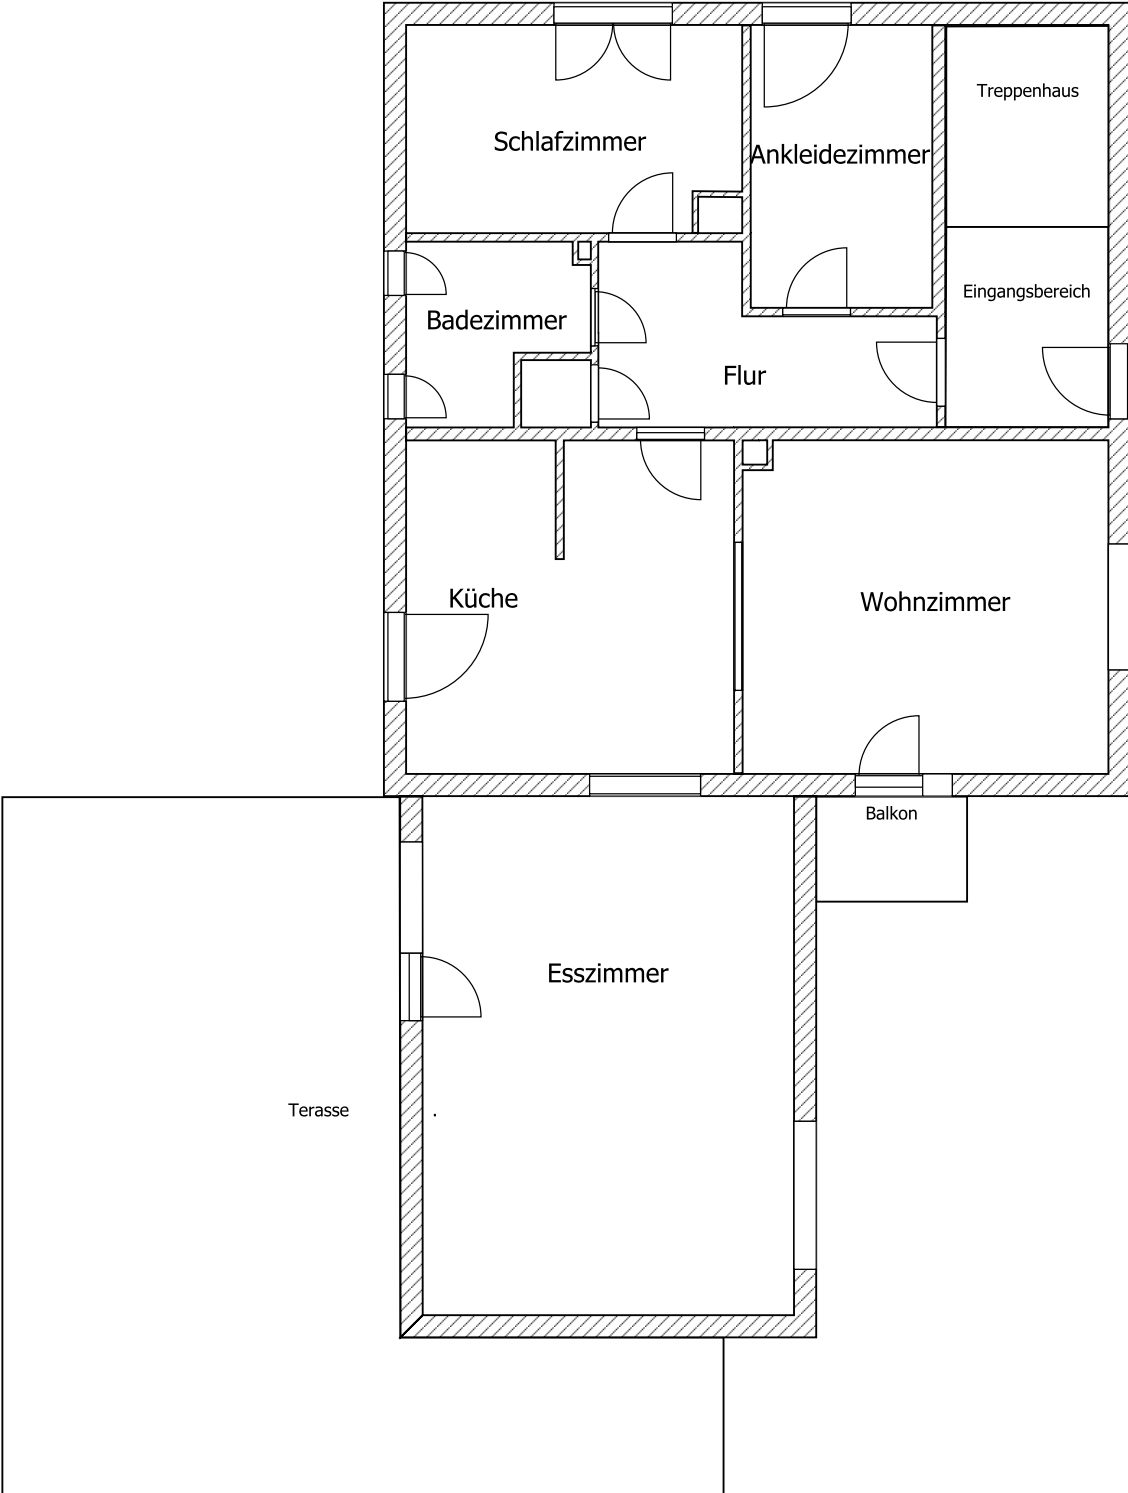 Treppenhaus
Schlafzimmer
Ankleidezimmer
Eingangsbereich
Badezimmer
Flur
Küche
Wohnzimmer
Balkon
Esszimmer
Terasse